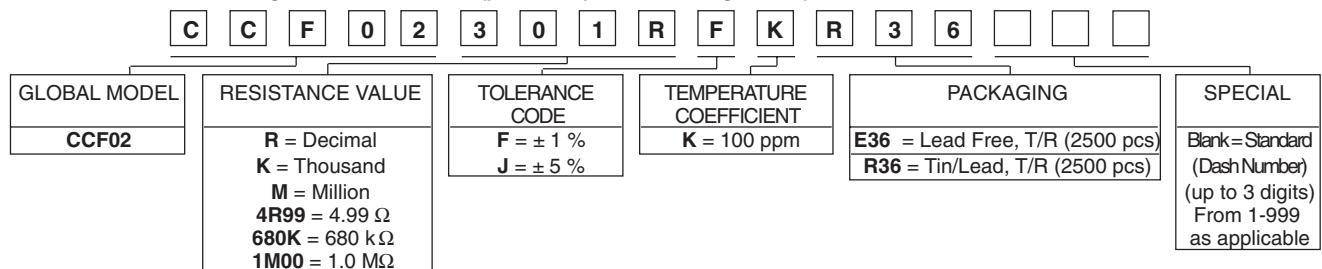 C C F 0 2 3 0 1 R F K R 3 6
GLOBAL MODEL
CCF02
RESISTANCE VALUE
R = Decimal
K = Thousand
M = Million
4R99 = 4.99 Ω
680K = 680 kΩ
1M00 = 1.0 MΩ
TOLERANCE
CODE
F = ± 1 %
J = ± 5 %
TEMPERATURE
COEFFICIENT
K = 100 ppm
PACKAGING
E36 = Lead Free, T/R (2500 pcs)
R36 = Tin/Lead, T/R (2500 pcs)
SPECIAL
Blank = Standard
(Dash Number)
(up to 3 digits)
From 1-999
as applicable